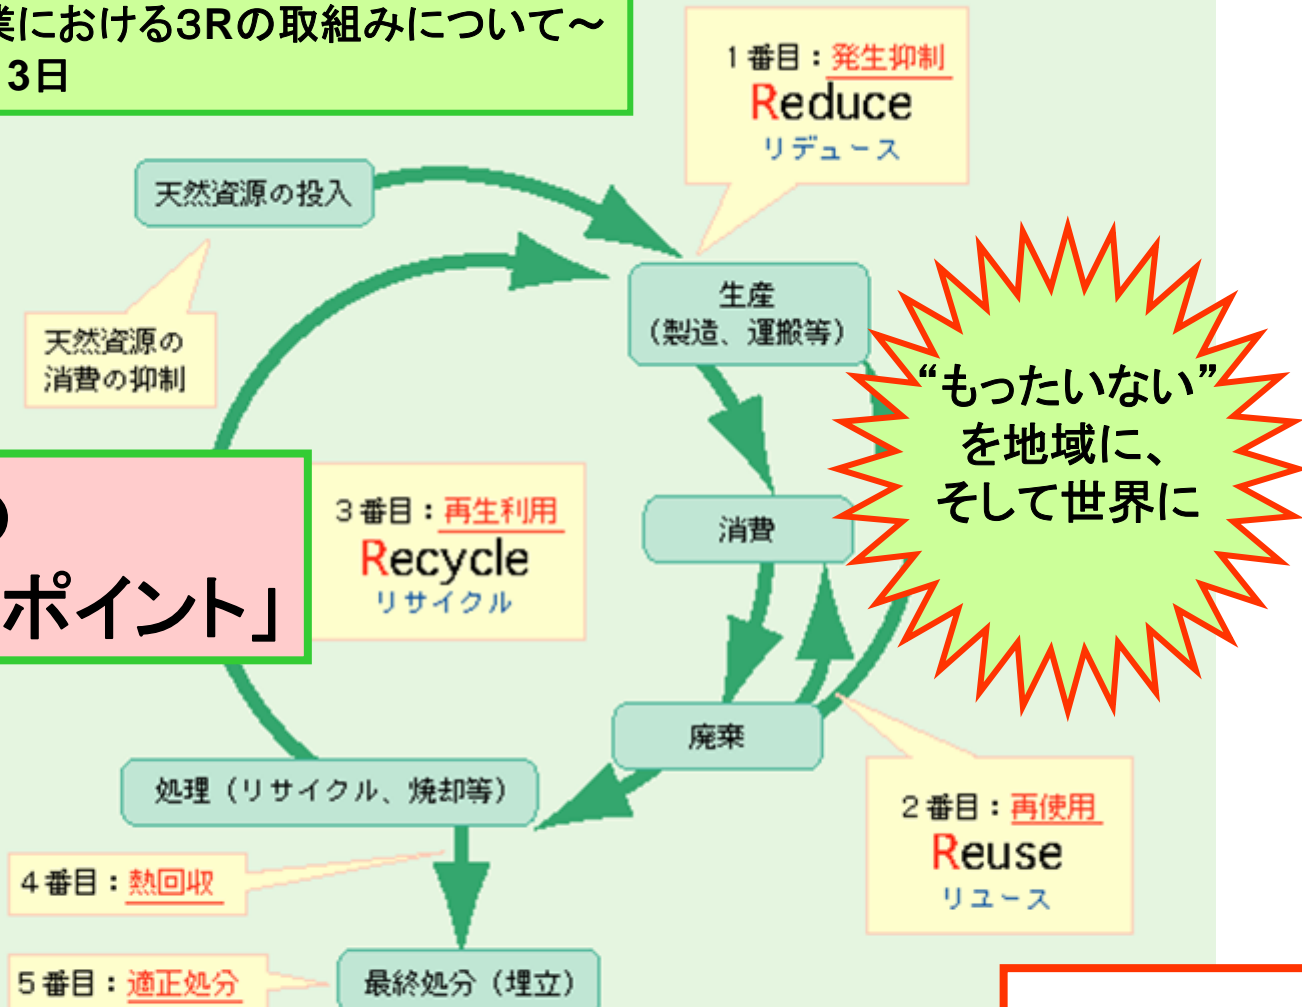 業における3Rの取組みについて～
3日
1番目：発生抑制
Reduce
リデュース
天然資源の投入
生産
（製造、運搬等）
天然資源の
消費の抑制
“もったいない”
を地域に、
そして世界に
3番目：再生利用
Recycle
リサイクル
の
ポイント」
消費
廃棄
処理（リサイクル、焼却等）
2番目：再使用
Reuse
リユース
4番目：熱回収
5番目：適正処分
最終処分（埋立）